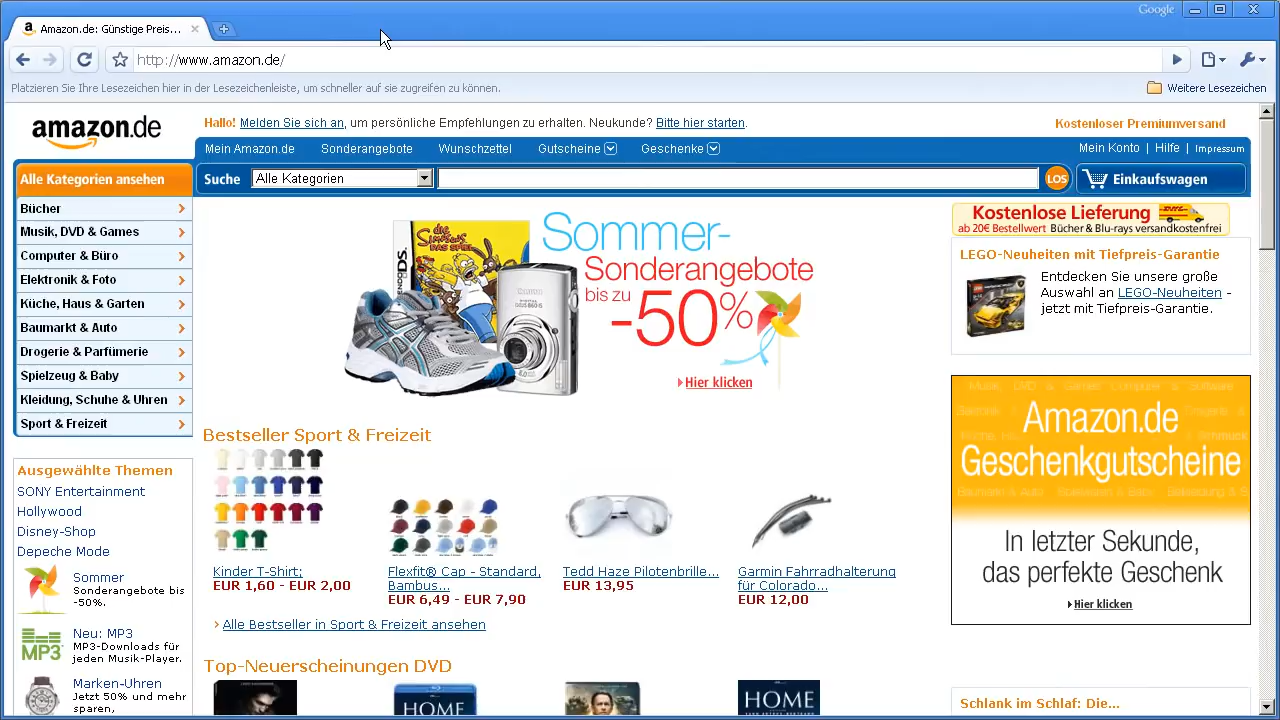 Google
Amazon.de: Günstige Preis...
http://www.amazon.de/
Platzieren Sie Ihre Lesezeichen hier in der Lesezeichenleiste, um schneller auf sie zugreifen zu können.
Weitere Lesezeichen
amazon.de
Hallo! Melden Sie sich an, um persönliche Empfehlungen zu erhalten. Neukunde? Bitte hier starten.
Kostenloser Premiumversand
Mein Amazon.de
Sonderangebote
Wunschzettel
Gutscheine
Geschenke
Mein Konto | Hilfe | Impressum
Alle Kategorien ansehen
Suche
Alle Kategorien
LOS
Einkaufswagen
Bücher
Musik, DVD & Games
Computer & Büro
Elektronik & Foto
Küche, Haus & Garten
Baumarkt & Auto
Drogerie & Parfümerie
Spielzeug & Baby
Kleidung, Schuhe & Uhren
Sport & Freizeit
Ausgewählte Themen
SONY Entertainment
Hollywood
Disney-Shop
Depeche Mode
Sommer
Sonderangebote bis zu
-50%.
MP3
Neu: MP3
MP3-Downloads für
jeden Musik-Player.
Marken-Uhren
Jetzt 50% und mehr
sparen,
Sommer-
Sonderangebote
bis zu
-50%
Hier klicken
Bestseller Sport & Freizeit
Kinder T-Shirt;
EUR 1,60 - EUR 2,00
Flexfit® Cap - Standard,
Bambus...
EUR 6,49 - EUR 7,90
Tedd Haze Pilotenbrille...
EUR 13,95
Garmin Fahrradhalterung
für Colorado...
EUR 12,00
Alle Bestseller in Sport & Freizeit ansehen
Top-Neuerscheinungen DVD
HOME
HOME
Kostenlose Lieferung
ab 20€ Bestellwert Bücher & Blu-rays versandkostenfrei
LEGO-Neuheiten mit Tiefpreis-Garantie
Entdecken Sie unsere große
Auswahl an LEGO-Neuheiten -
jetzt mit Tiefpreis-Garantie.
Amazon.de
Geschenkgutscheine
In letzter Sekunde,
das perfekte Geschenk
Hier klicken
Schlank im Schlaf: Die...